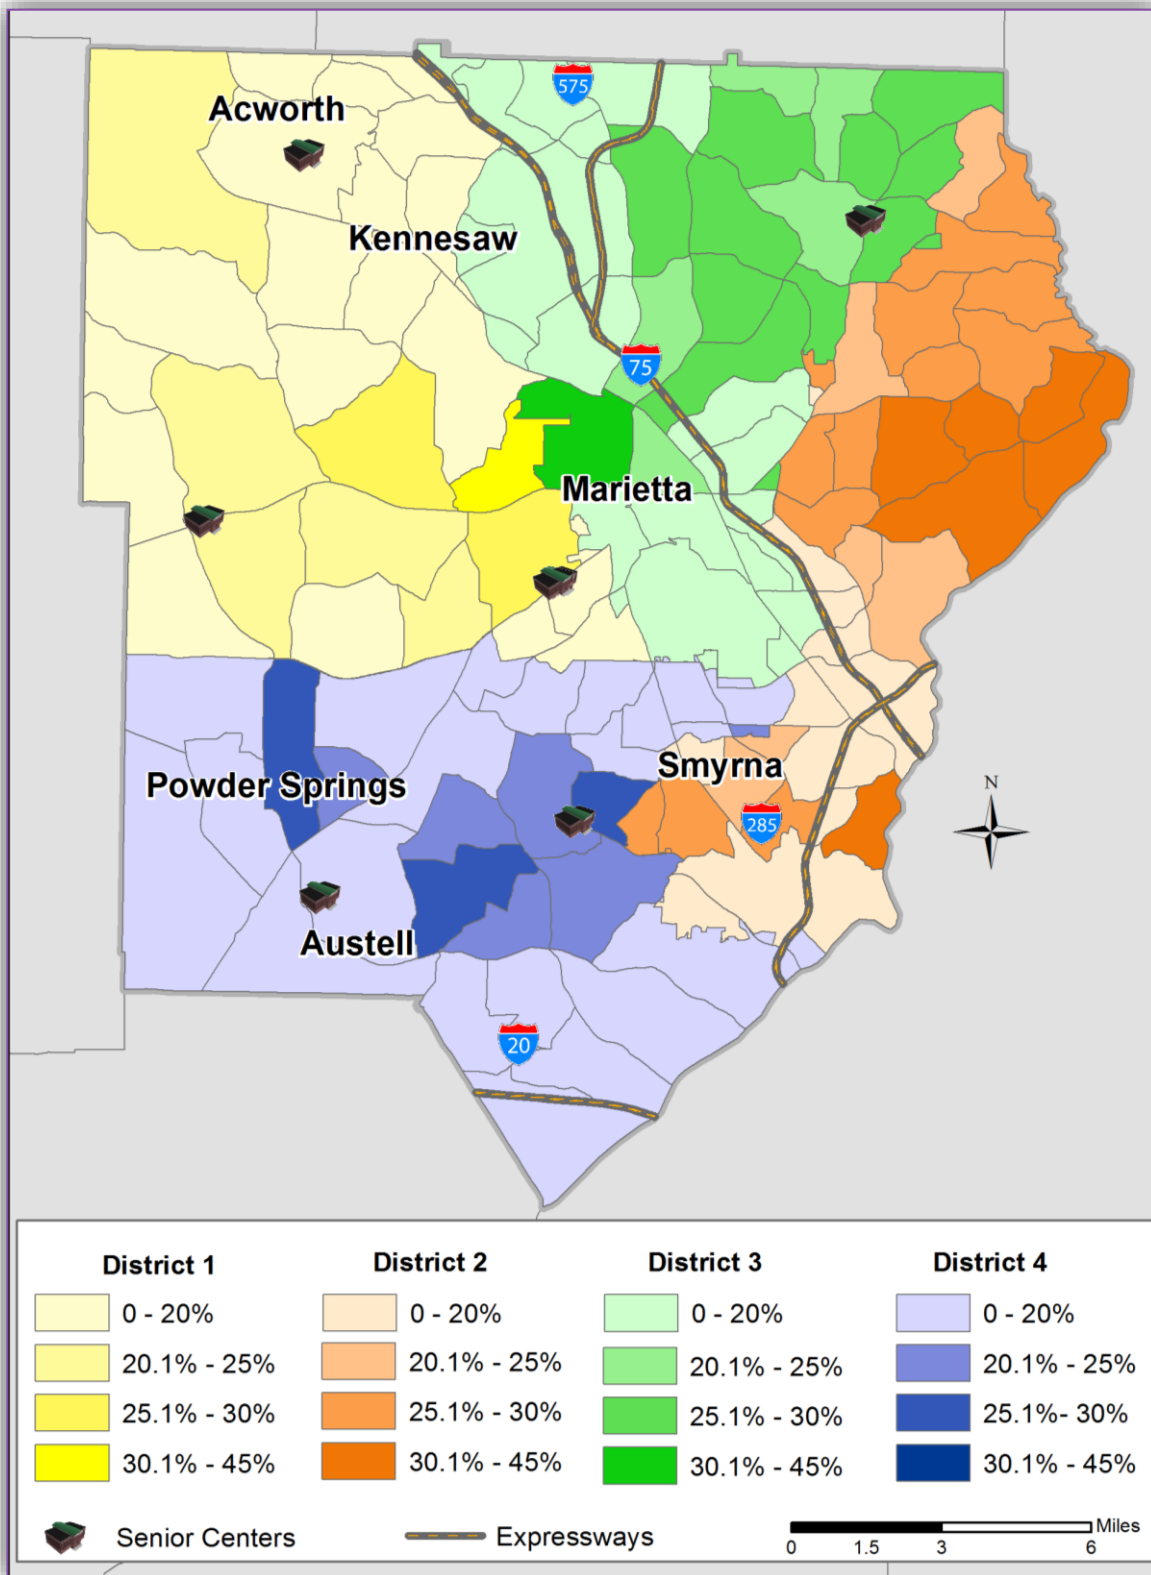 575
Acworth
Kennesaw
75
Marietta
Smyrna
Powder Springs
N
285
Austell
20
District 1
0 - 20%
20.1% - 25%
25.1% - 30%
30.1% - 45%
District 2
0 - 20%
20.1% - 25%
25.1% - 30%
30.1% - 45%
District 3
0 - 20%
20.1% - 25%
25.1% - 30%
30.1% - 45%
District 4
0 - 20%
20.1% - 25%
25.1%- 30%
30.1% - 45%
Senior Centers
Expressways
Miles
0 1.5 3 6